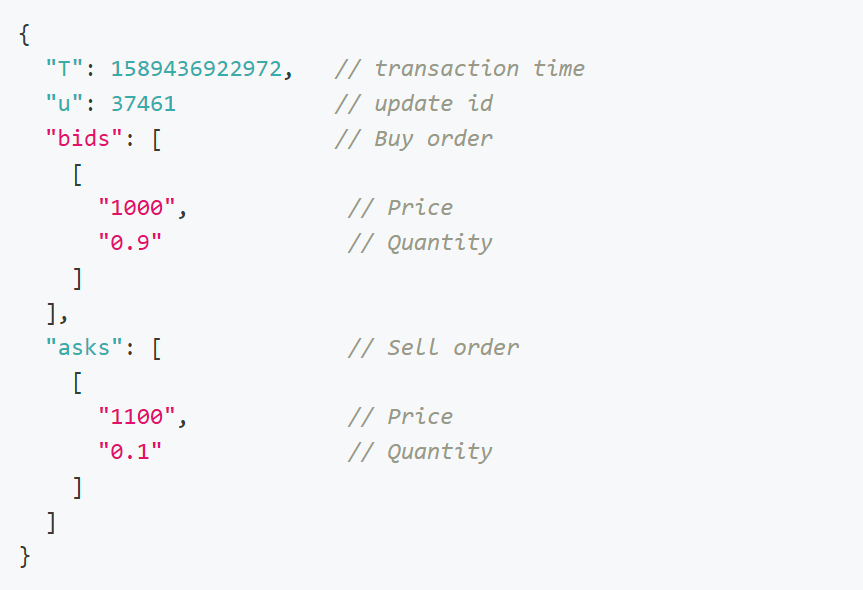 {
"T": 1589436922972,   // transaction time
"u": 37461            // update id
"bids": [             // Buy order
[
"1000",            // Price
"0.9"              // Quantity
]
],
"asks": [              // Sell order
[
"1100",            // Price
"0.1"              // Quantity
]
]
}